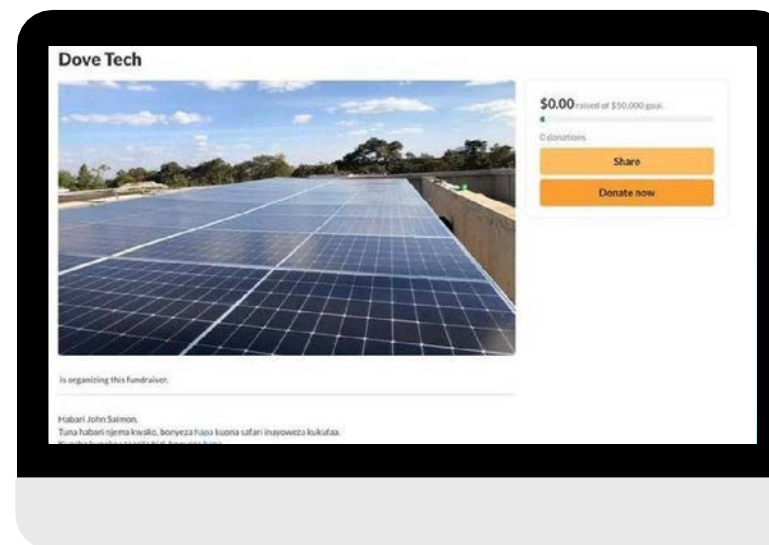 Dove Tech
$0.00 raised of $50,000 goal.
0 donations
Share
Donate now
is organizing this fundraiser.
Habari John Saimon.
Tuna habari njema kwako, bonyeza hapa kuona safari inayoweza kukufaa.